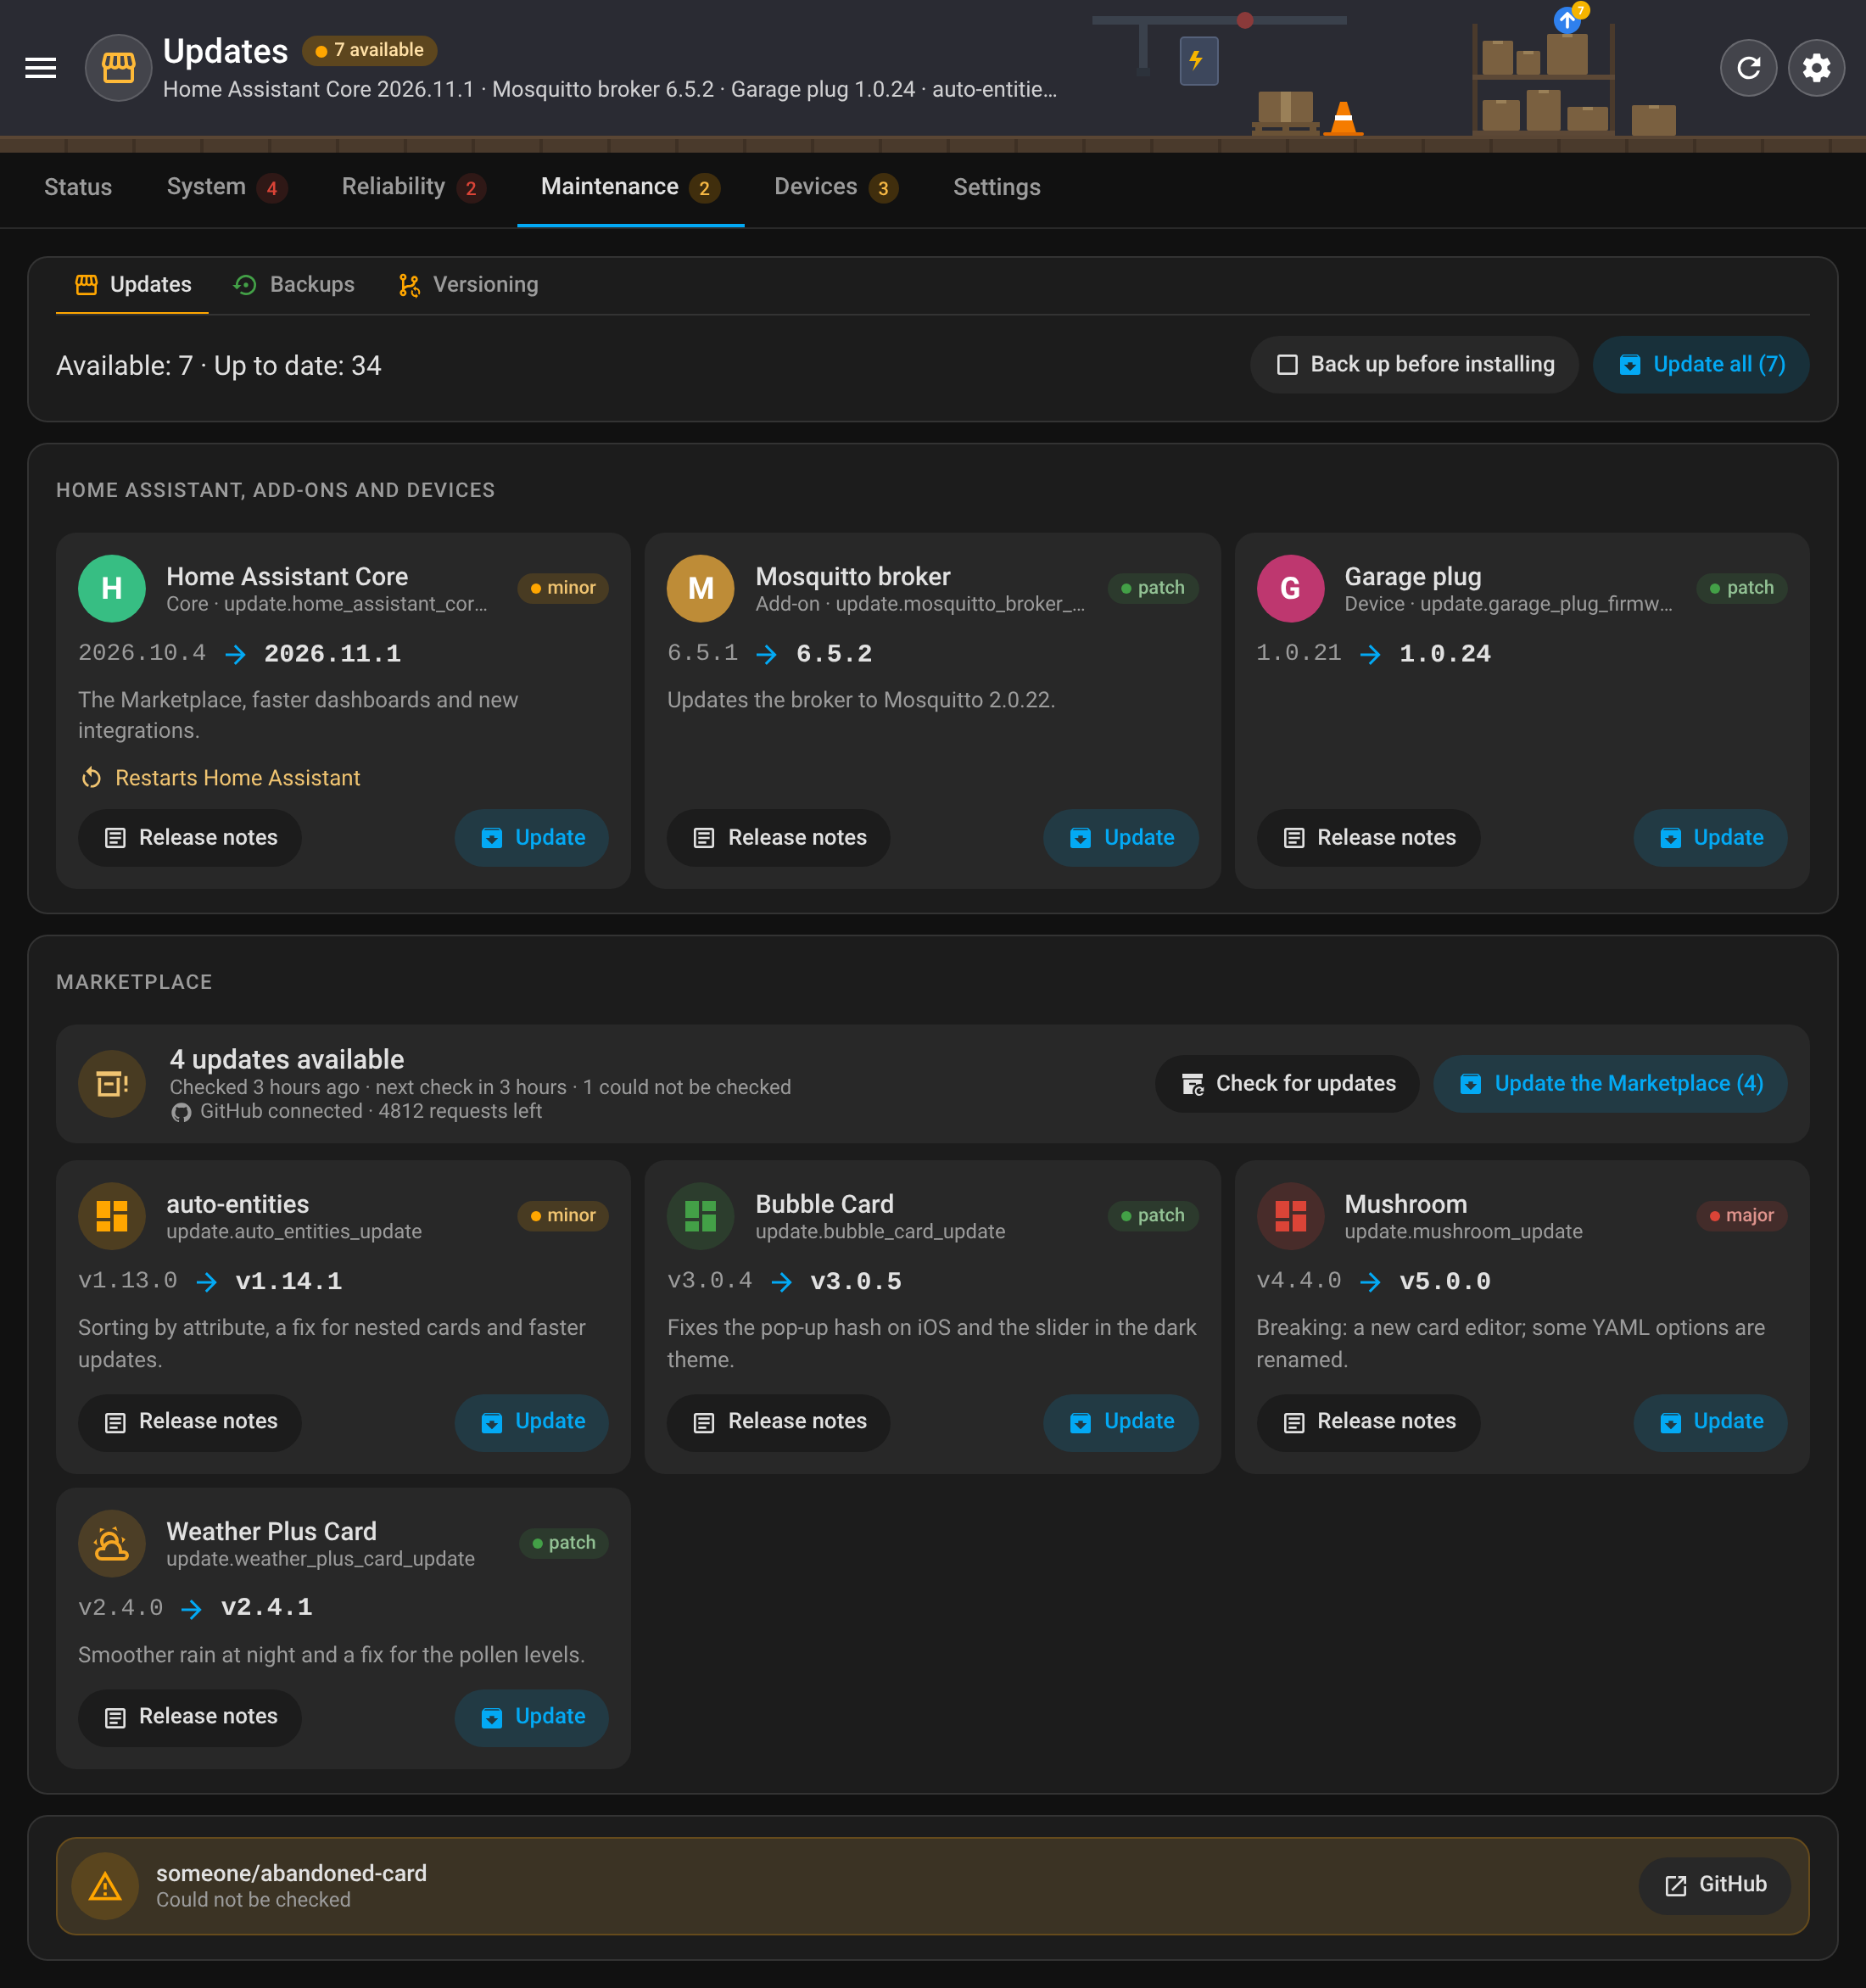 Updates
7 available
7
Home Assistant Core 2026.11.1 · Mosquitto broker 6.5.2 · Garage plug 1.0.24 · auto-entitie…
Status
System 4
Reliability 2
Maintenance 2
Devices 3
Settings
Updates
Backups
Versioning
Available: 7 · Up to date: 34
Back up before installing
Update all (7)
HOME ASSISTANT, ADD-ONS AND DEVICES
H
Home Assistant Core
Core · update.home_assistant_cor…
minor
2026.10.4 → 2026.11.1
The Marketplace, faster dashboards and new
integrations.
Restarts Home Assistant
Release notes
Update
M
Mosquitto broker
Add-on · update.mosquitto_broker_…
patch
6.5.1 → 6.5.2
Updates the broker to Mosquitto 2.0.22.
Release notes
Update
G
Garage plug
Device · update.garage_plug_firmw…
patch
1.0.21 → 1.0.24
Release notes
Update
MARKETPLACE
4 updates available
Checked 3 hours ago · next check in 3 hours · 1 could not be checked
GitHub connected · 4812 requests left
Check for updates
Update the Marketplace (4)
auto-entities
update.auto_entities_update
minor
v1.13.0 → v1.14.1
Sorting by attribute, a fix for nested cards and faster
updates.
Release notes
Update
Bubble Card
update.bubble_card_update
patch
v3.0.4 → v3.0.5
Fixes the pop-up hash on iOS and the slider in the dark
theme.
Release notes
Update
Mushroom
update.mushroom_update
major
v4.4.0 → v5.0.0
Breaking: a new card editor; some YAML options are
renamed.
Release notes
Update
Weather Plus Card
update.weather_plus_card_update
patch
v2.4.0 → v2.4.1
Smoother rain at night and a fix for the pollen levels.
Release notes
Update
someone/abandoned-card
Could not be checked
GitHub